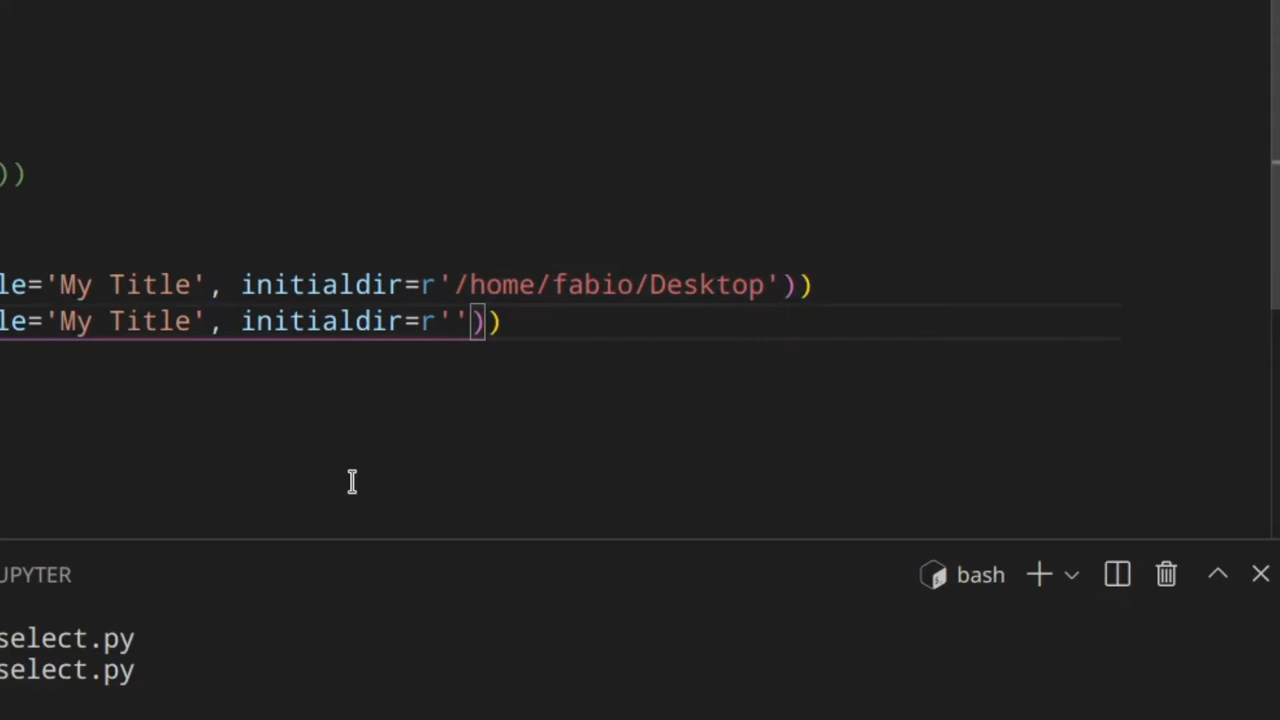 ))
le='My Title', initialdir=r'/home/fabio/Desktop'))
le='My Title', initialdir=r''))
UPYTER
bash
select.py
select.py